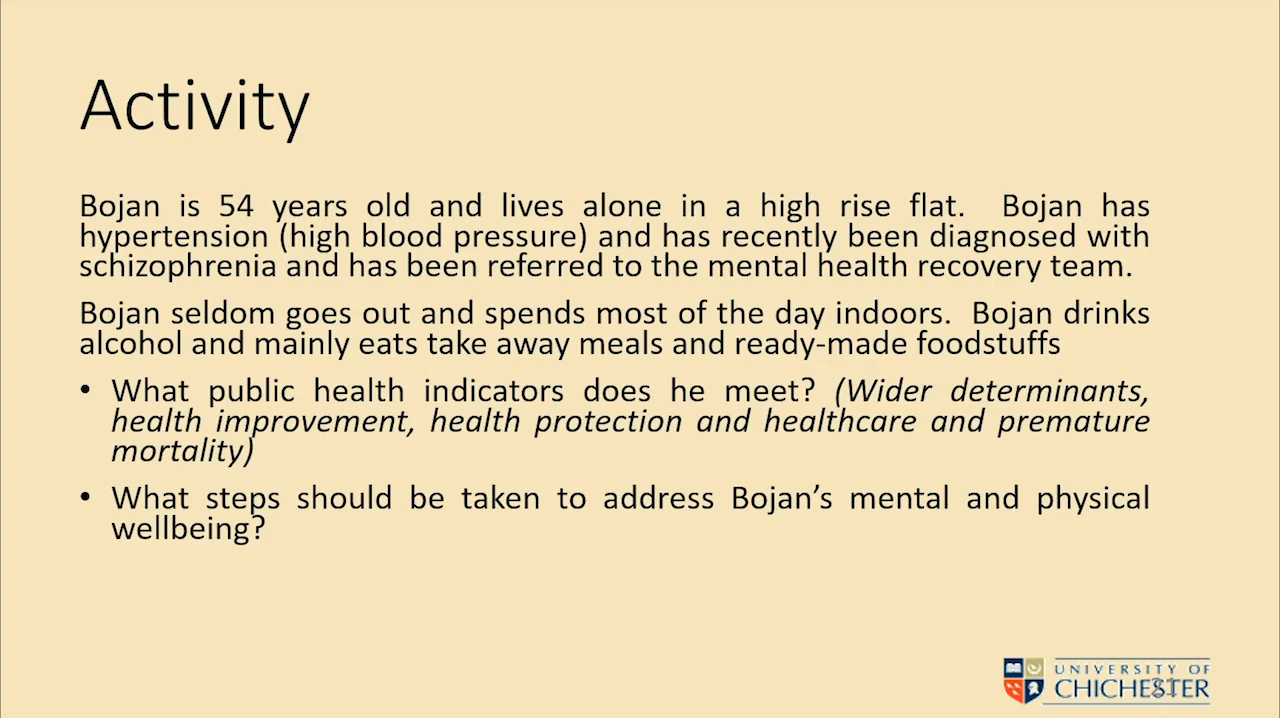 Activity
Bojan is 54 years old and lives alone in a high rise flat.  Bojan has
hypertension (high blood pressure) and has recently been diagnosed with
schizophrenia and has been referred to the mental health recovery team.
Bojan seldom goes out and spends most of the day indoors.  Bojan drinks
alcohol and mainly eats take away meals and ready-made foodstuffs
• What public health indicators does he meet? (Wider determinants,
health improvement, health protection and healthcare and premature
mortality)
• What steps should be taken to address Bojan’s mental and physical
wellbeing?
UNIVERSITY OF
CHICHESTER